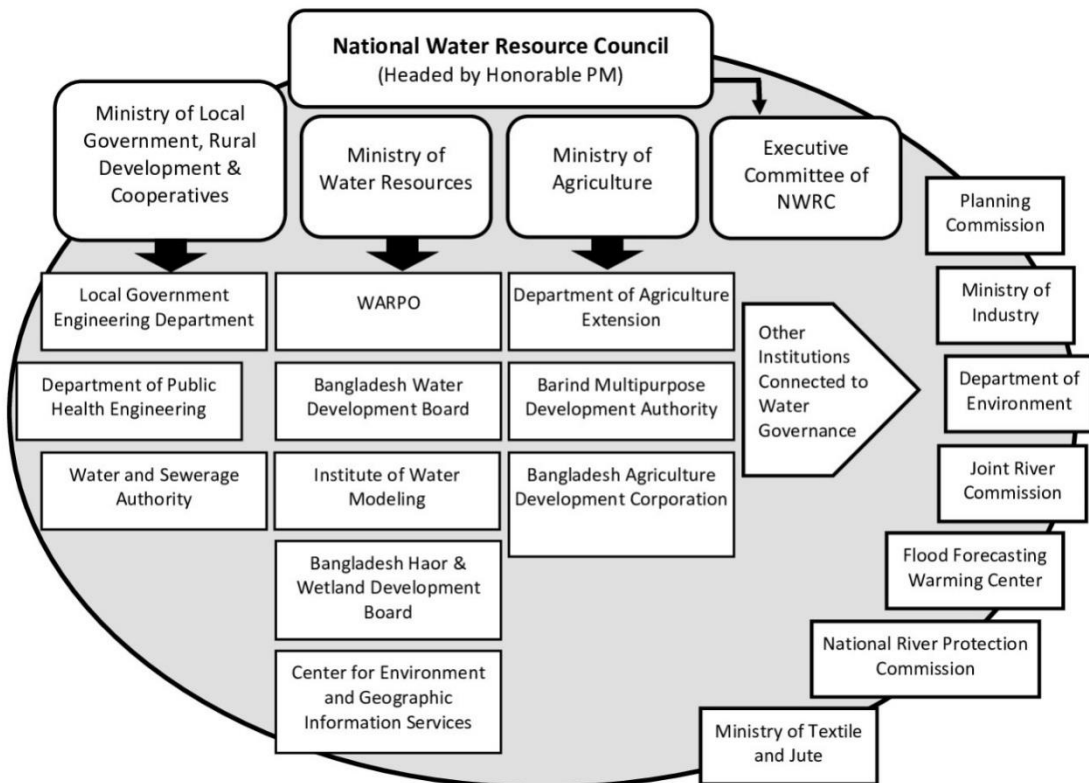 National Water Resource Council
(Headed by Honorable PM)
Ministry of Local
Government, Rural
Development &
Cooperatives
Ministry of
Water Resources
Ministry of
Agriculture
Executive
Committee of
NWRC
Local Government
Engineering Department
Department of Public
Health Engineering
Water and Sewerage
Authority
WARPO
Bangladesh Water
Development Board
Institute of Water
Modeling
Bangladesh Haor &
Wetland Development
Board
Center for Environment
and Geographic
Information Services
Department of Agriculture
Extension
Barind Multipurpose
Development Authority
Bangladesh Agriculture
Development Corporation
Other
Institutions
Connected to
Water
Governance
Planning
Commission
Ministry of
Industry
Department of
Environment
Joint River
Commission
Flood Forecasting
Warming Center
National River Protection
Commission
Ministry of Textile
and Jute